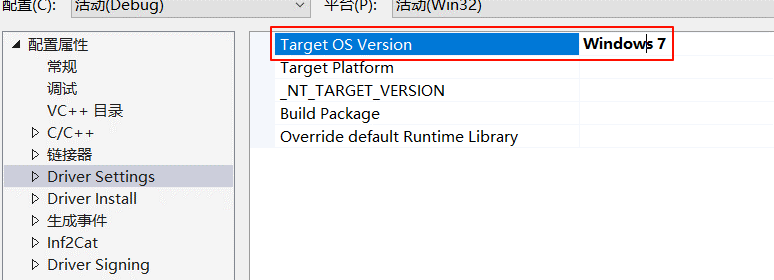 配置(C): 活动(Debug) 平台(P): 活动(Win32)
配置属性
常规
调试
VC++ 目录
C/C++
链接器
Driver Settings
Driver Install
生成事件
Inf2Cat
Driver Signing
Target OS Version Windows 7
Target Platform
_NT_TARGET_VERSION
Build Package
Override default Runtime Library